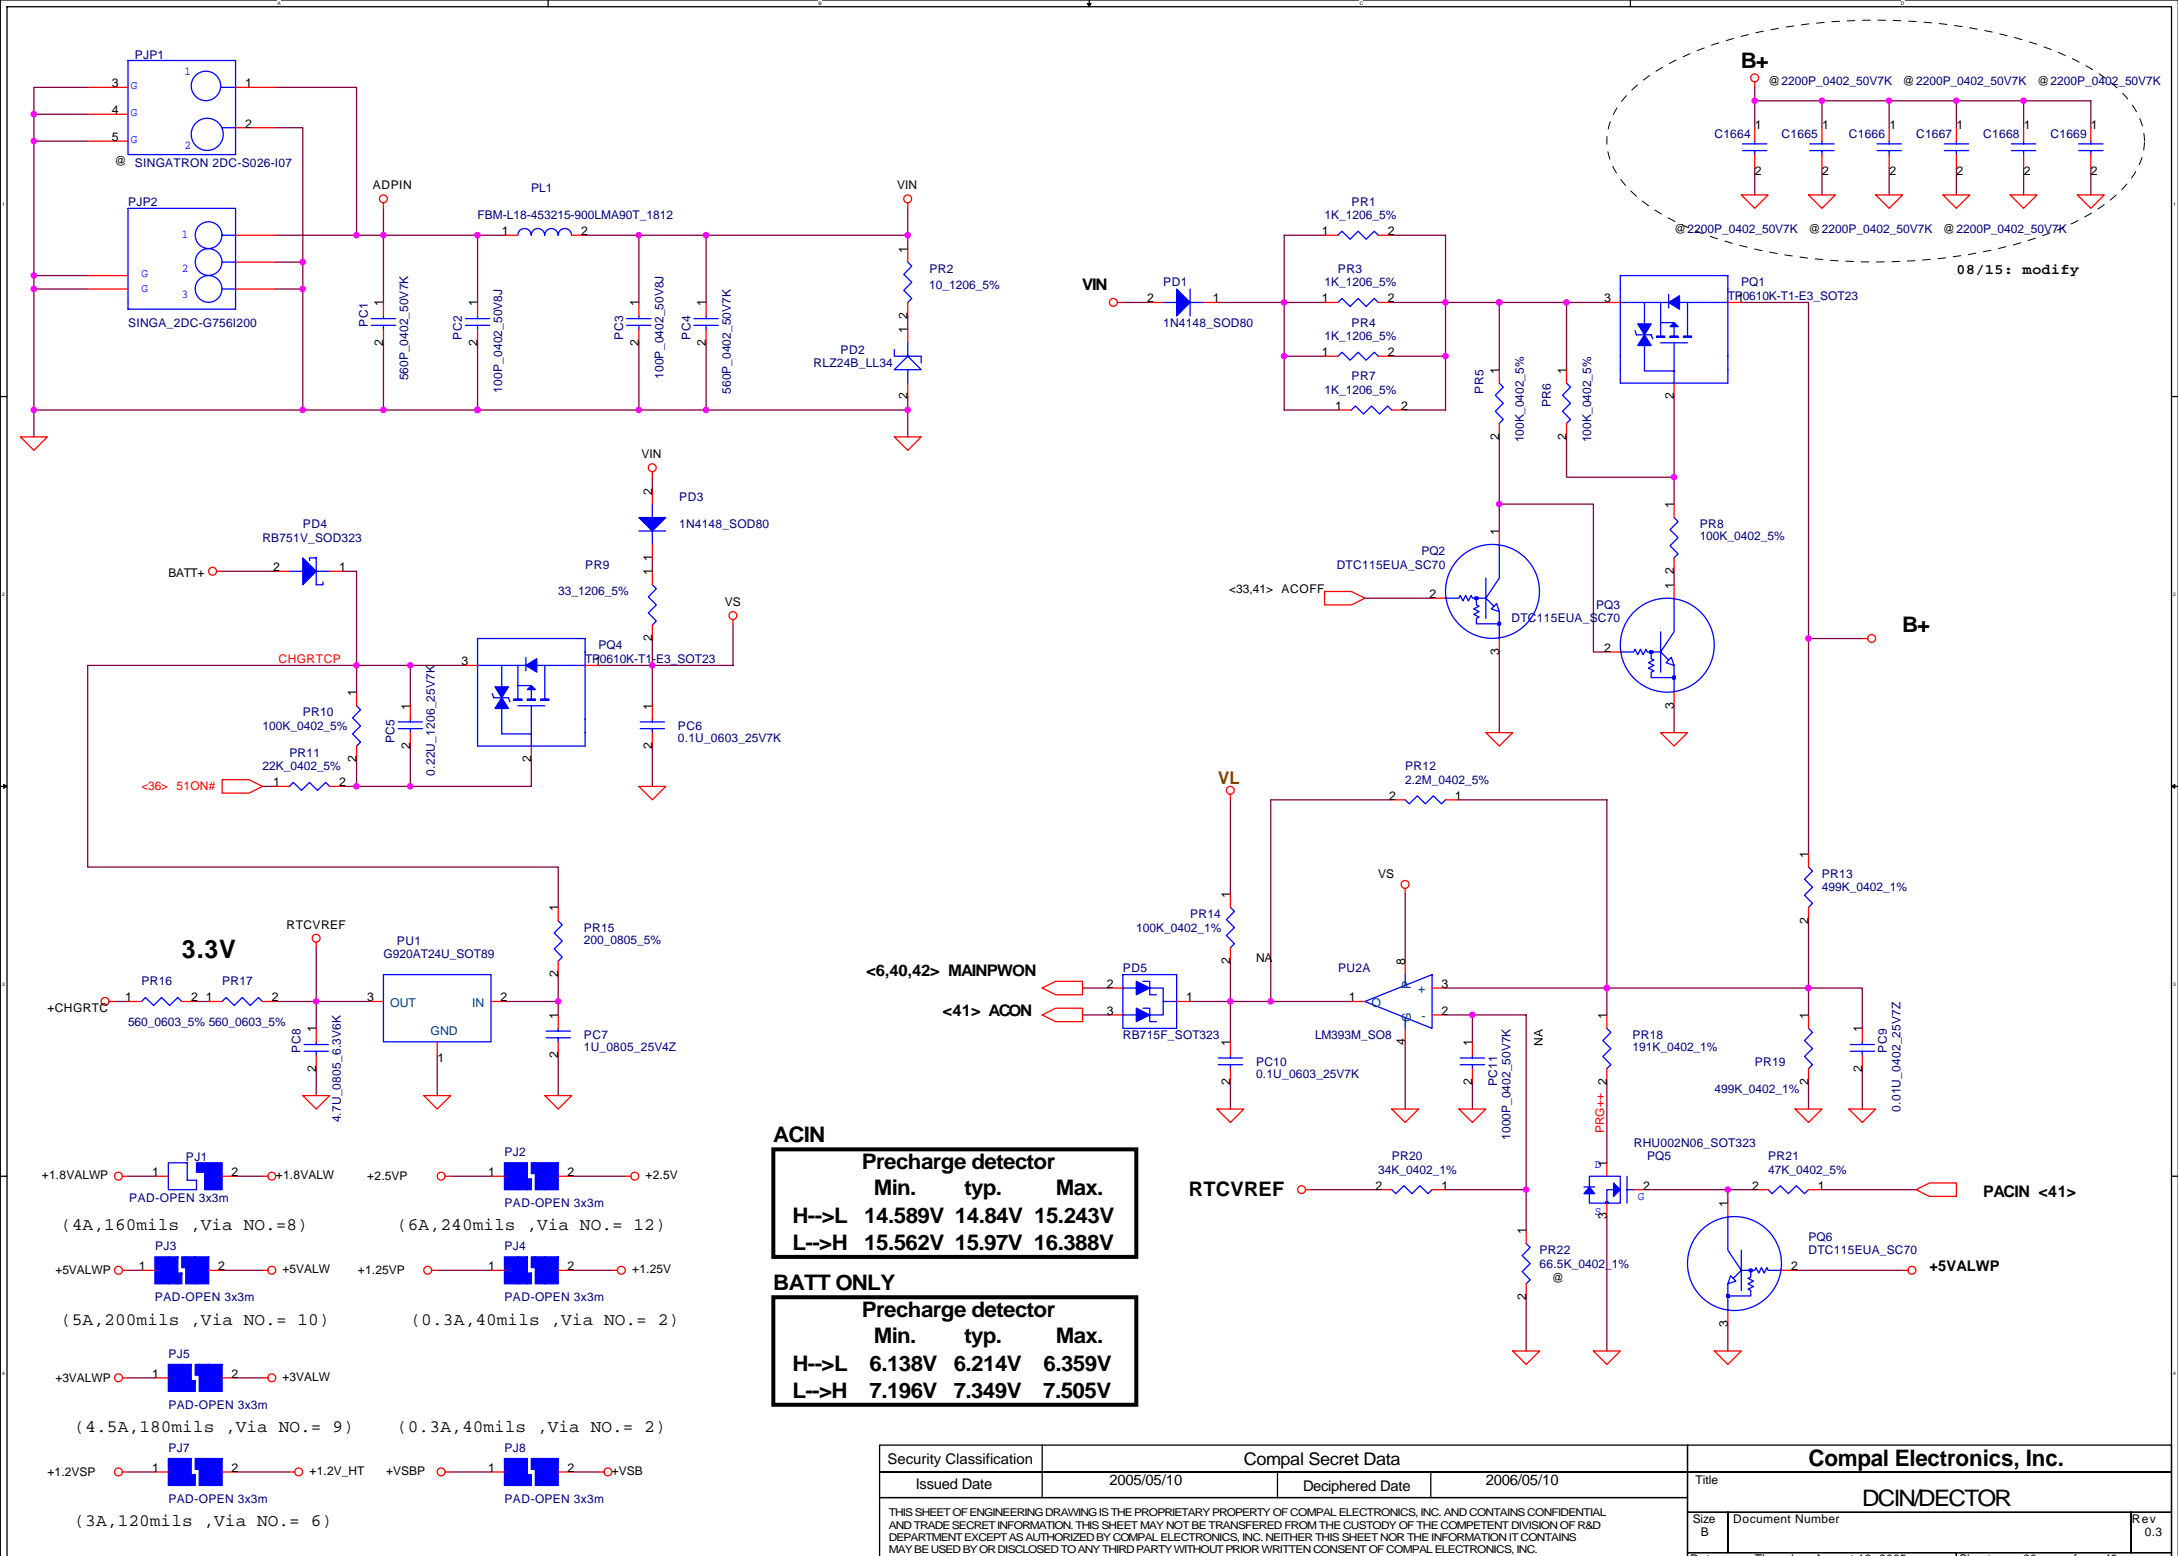 PJP1
SINGATRON 2DC-S026-I07
@
PJP2
SINGA_2DC-G756I200
ADPIN
PL1
FBM-L18-453215-900LMA90T_1812
VIN
PC1
560P_0402_50V7K
PC2
100P_0402_50V8J
PC3
100P_0402_50V8J
PC4
560P_0402_50V7K
PR2
10_1206_5%
PD2
RLZ24B_LL34
B+
@2200P_0402_50V7K @2200P_0402_50V7K @2200P_0402_50V7K
C1664 C1665 C1666 C1667 C1668 C1669
@2200P_0402_50V7K @2200P_0402_50V7K @2200P_0402_50V7K
08/15: modify
VIN
PD1
1N4148_SOD80
PR1
1K_1206_5%
PR3
1K_1206_5%
PR4
1K_1206_5%
PR7
1K_1206_5%
PQ1
TP0610K-T1-E3_SOT23
PR5
100K_0402_5%
PR6
100K_0402_5%
PR8
100K_0402_5%
PQ2
DTC115EUA_SC70
<33,41> ACOFF
PQ3
DTC115EUA_SC70
B+
VIN
PD3
1N4148_SOD80
PD4
RB751V_SOD323
BATT+
PR9
33_1206_5%
VS
CHGRTCP
PQ4
TP0610K-T1-E3_SOT23
PR10
100K_0402_5%
PC5
0.22U_1206_25V7K
PC6
0.1U_0603_25V7K
PR11
22K_0402_5%
<36> 51ON#
3.3V
RTCVREF
PU1
G920AT24U_SOT89
OUT IN
GND
PR15
200_0805_5%
PR16 PR17
+CHGRTC
560_0603_5% 560_0603_5%
PC8
4.7U_0805_6.3V6K
PC7
1U_0805_25V4Z
VL
PR12
2.2M_0402_5%
VS
PR14
100K_0402_1%
NA
PR13
499K_0402_1%
<6,40,42> MAINPWON
<41> ACON
PD5
RB715F_SOT323
PU2A
LM393M_SO8
PC10
0.1U_0603_25V7K
PC11
1000P_0402_50V7K
NA
PR18
191K_0402_1%
PR19
499K_0402_1%
PC9
0.01U_0402_25V7Z
PRG++
RTCVREF
PR20
34K_0402_1%
RHU002N06_SOT323
PQ5
PR21
47K_0402_5%
PACIN <41>
PR22
66.5K_0402_1%
@
PQ6
DTC115EUA_SC70
+5VALWP
PJ1
+1.8VALWP +1.8VALW
PAD-OPEN 3x3m
(4A,160mils ,Via NO.=8)
PJ2
+2.5VP +2.5V
PAD-OPEN 3x3m
(6A,240mils ,Via NO.= 12)
PJ3
+5VALWP +5VALW
PAD-OPEN 3x3m
(5A,200mils ,Via NO.= 10)
PJ4
+1.25VP +1.25V
PAD-OPEN 3x3m
(0.3A,40mils ,Via NO.= 2)
PJ5
+3VALWP +3VALW
PAD-OPEN 3x3m
(4.5A,180mils ,Via NO.= 9)
(0.3A,40mils ,Via NO.= 2)
PJ7
+1.2VSP +1.2V_HT
PAD-OPEN 3x3m
(3A,120mils ,Via NO.= 6)
PJ8
+VSBP +VSB
PAD-OPEN 3x3m
ACIN
Precharge detector
Min. typ. Max.
H-->L 14.589V 14.84V 15.243V
L-->H 15.562V 15.97V 16.388V
BATT ONLY
Precharge detector
Min. typ. Max.
H-->L 6.138V 6.214V 6.359V
L-->H 7.196V 7.349V 7.505V
Security Classification Compal Secret Data
Issued Date 2005/05/10 Deciphered Date 2006/05/10
THIS SHEET OF ENGINEERING DRAWING IS THE PROPRIETARY PROPERTY OF COMPAL ELECTRONICS, INC. AND CONTAINS CONFIDENTIAL
AND TRADE SECRET INFORMATION. THIS SHEET MAY NOT BE TRANSFERED FROM THE CUSTODY OF THE COMPETENT DIVISION OF R&D
DEPARTMENT EXCEPT AS AUTHORIZED BY COMPAL ELECTRONICS, INC. NEITHER THIS SHEET NOR THE INFORMATION IT CONTAINS
MAY BE USED BY OR DISCLOSED TO ANY THIRD PARTY WITHOUT PRIOR WRITTEN CONSENT OF COMPAL ELECTRONICS, INC.
Compal Electronics, Inc.
Title
DCIN/DECTOR
Size Document Number Rev
B 0.3